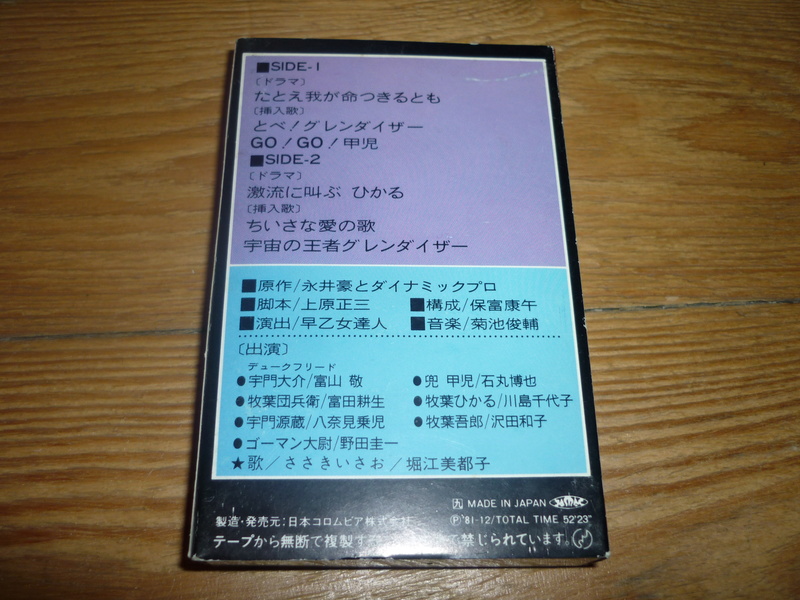 ■SIDE-1
〔ドラマ〕
たとえ我が命つきるとも
〔挿入歌〕
とべ!グレンダイザー
GO!GO!甲児
■SIDE-2
〔ドラマ〕
激流に叫ぶ ひかる
〔挿入歌〕
ちいさな愛の歌
宇宙の王者グレンダイザー
■原作/永井豪とダイナミックプロ
■脚本/上原正三 ■構成/保富康午
■演出/早乙女達人 ■音楽/菊池俊輔
〔出演〕
デュークフリード
●宇門大介/富山 敬 ●兜 甲児/石丸博也
●牧葉団兵衛/富田耕生 ●牧葉ひかる/川島千代子
●宇門源蔵/八奈見乗児 ●牧葉吾郎/沢田和子
●ゴーマン大尉/野田圭一
★歌/ささきいさお/堀江美都子
九 MADE IN JAPAN
製造・発売元:日本コロムビア株式会社 Ⓟ'81・12/TOTAL TIME 52'23"
テープから無断で複製す で禁じられています。